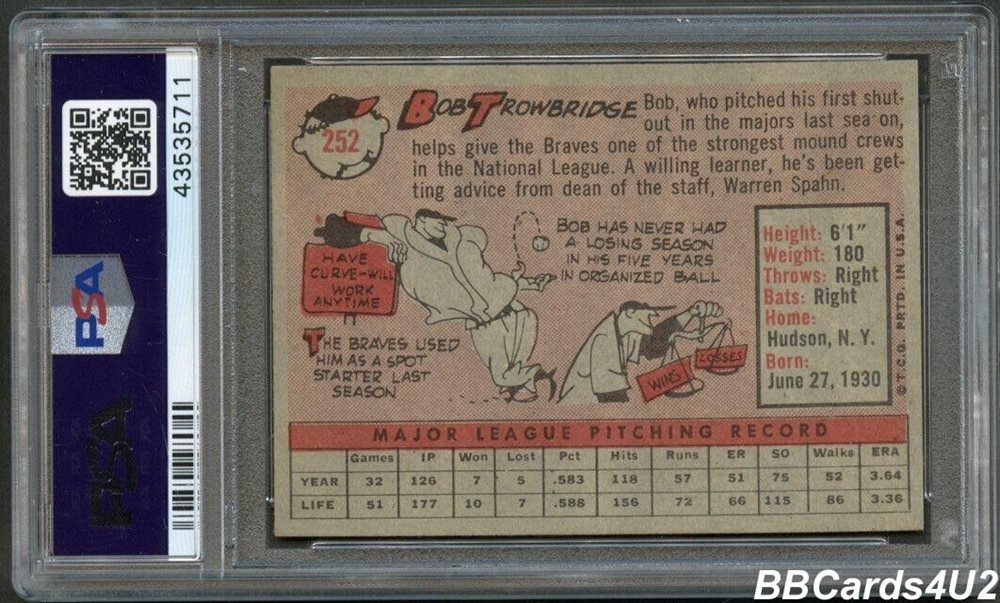 43535711
PSA
PSA
252
BOB TROWBRIDGE
Bob, who pitched his first shut-
out in the majors last sea on,
helps give the Braves one of the strongest mound crews
in the National League. A willing learner, he's been get-
ting advice from dean of the staff, Warren Spahn.
HAVE
CURVE-WILL
WORK
ANYTIME
THE BRAVES USED
HIM AS A SPOT
STARTER LAST
SEASON
BOB HAS NEVER HAD
A LOSING SEASON
IN HIS FIVE YEARS
IN ORGANIZED BALL
WINS
LOSSES
Height: 6'1"
Weight: 180
Throws: Right
Bats: Right
Home:
Hudson, N. Y.
Born:
June 27, 1930
© T.C.G. PRTD. IN U.S.A.
MAJOR LEAGUE PITCHING RECORD
Games IP Won Lost Pct Hits Runs ER SO Walks ERA
YEAR 32 126 7 5 .583 118 57 51 75 52 3.64
LIFE 51 177 10 7 .588 156 72 66 115 86 3.36
BBCards4U2